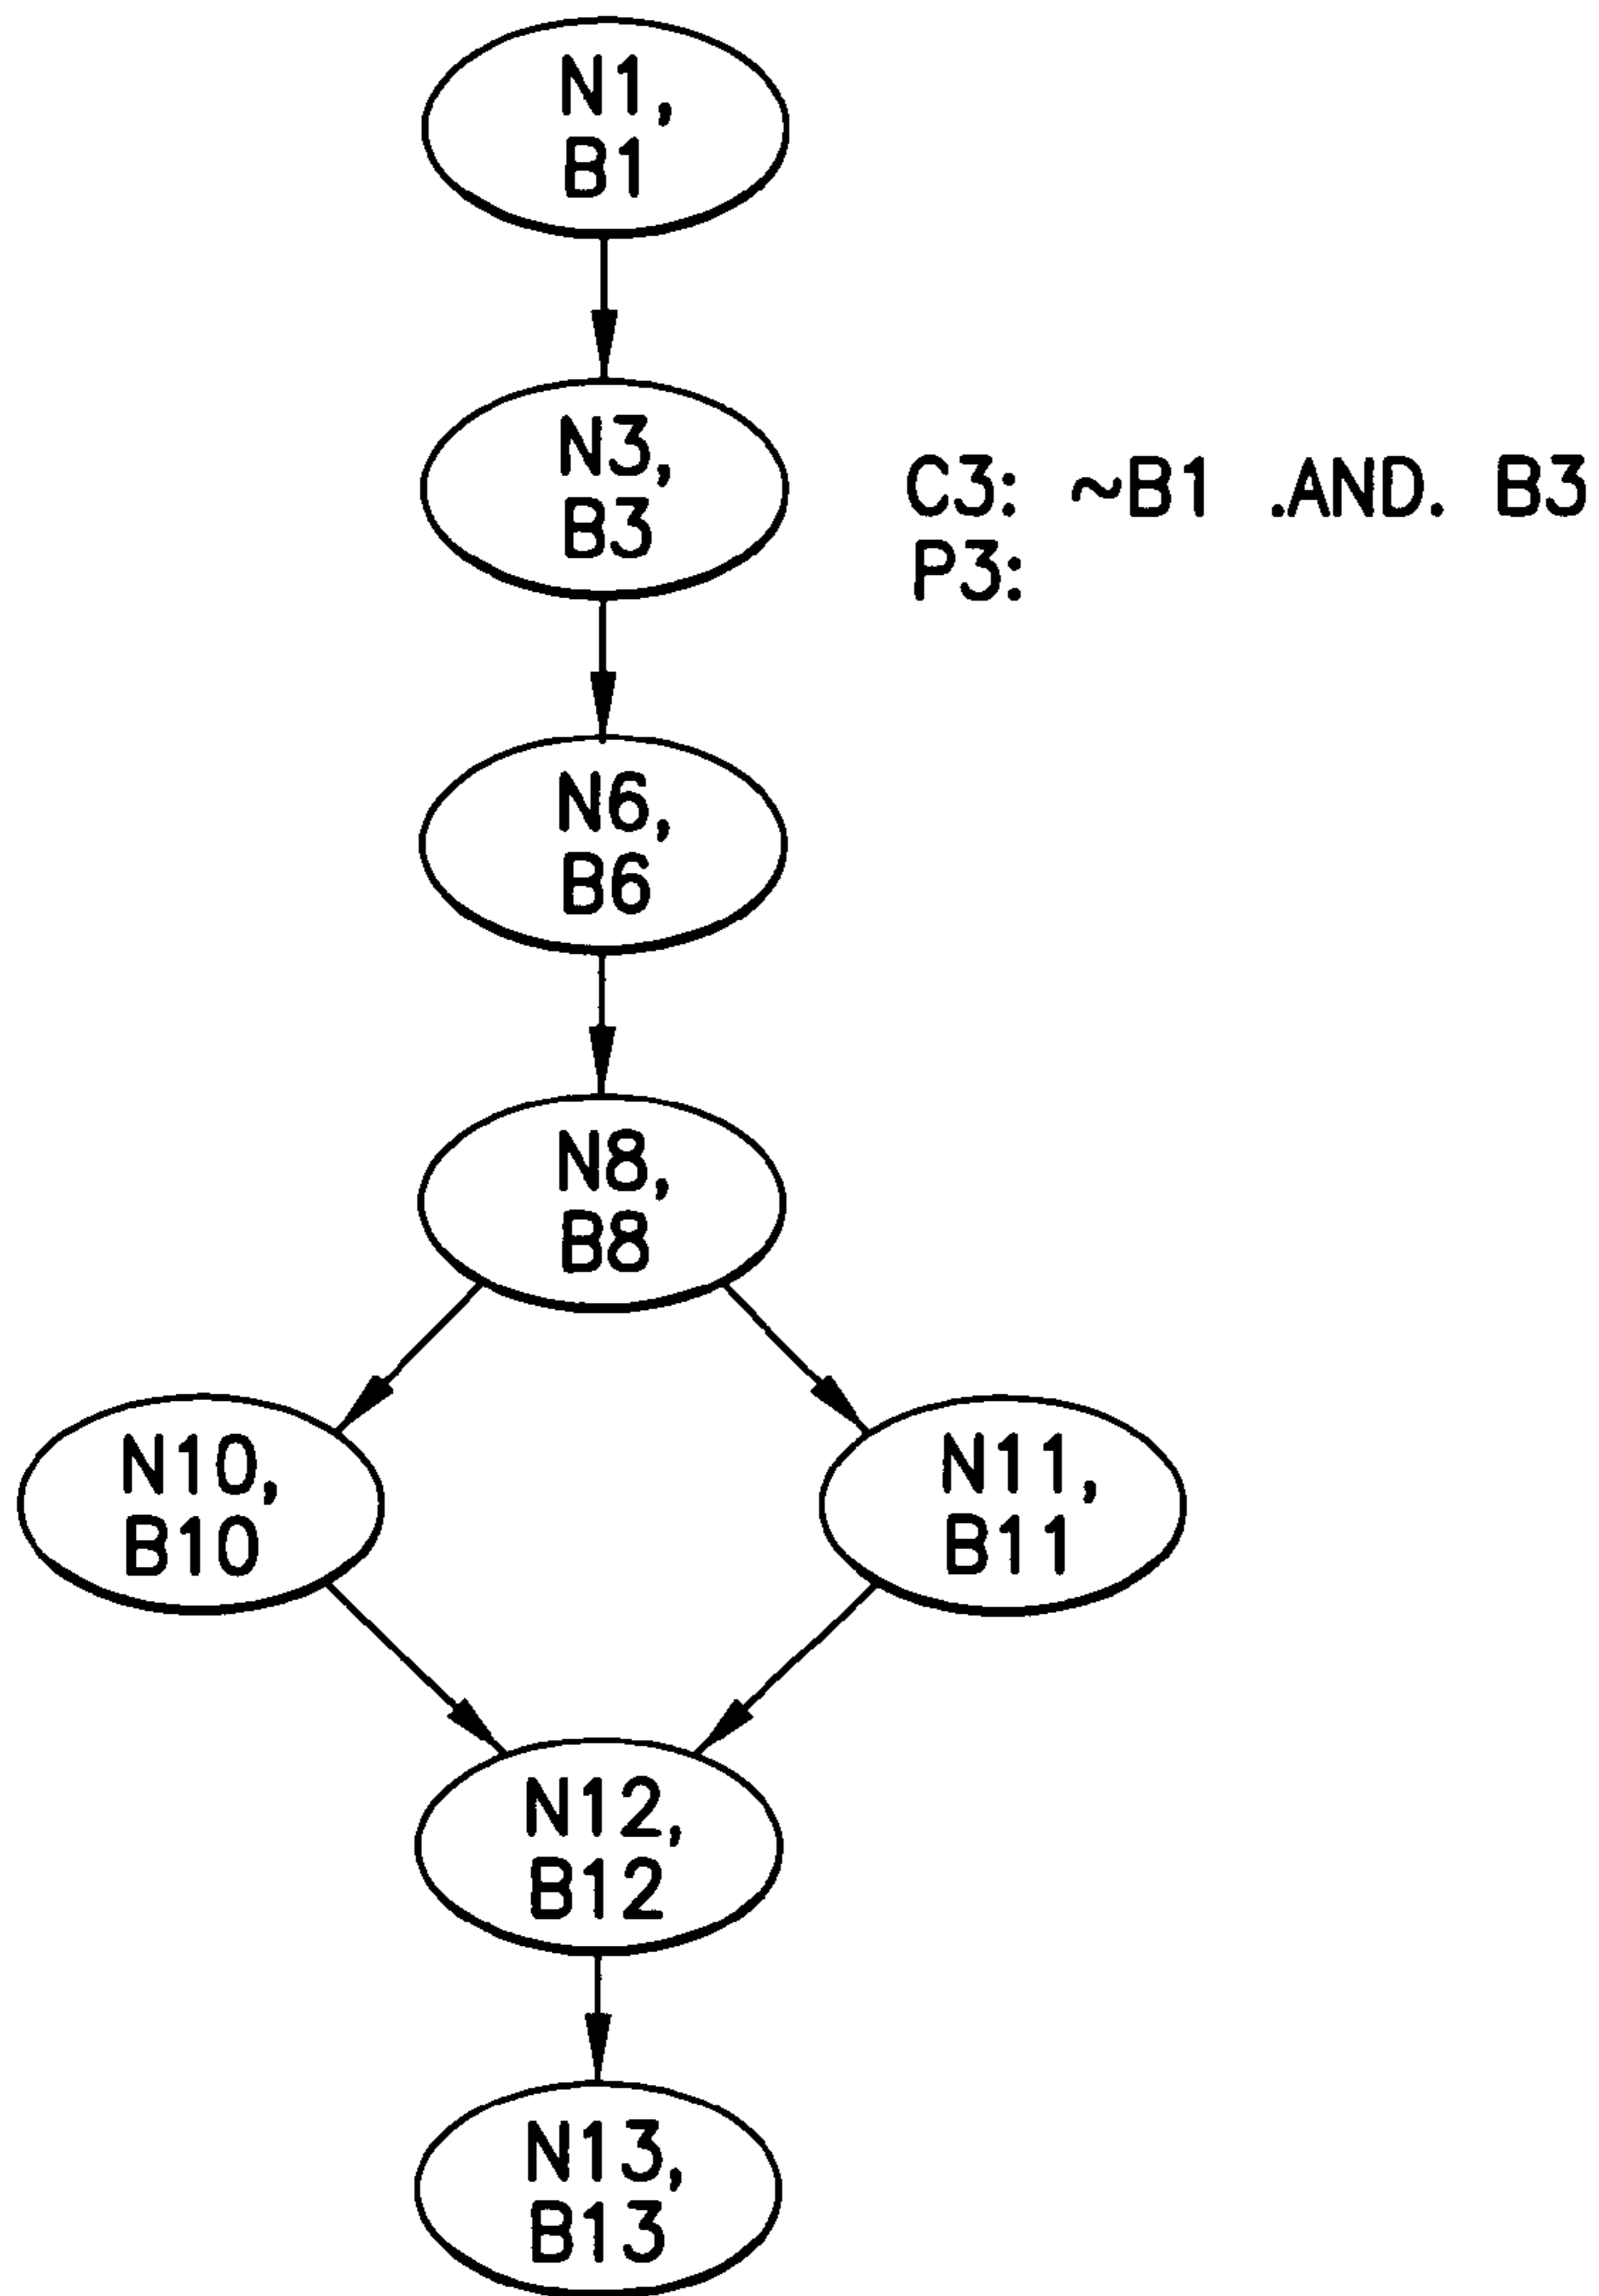 N1,
B1
N3,
B3
C3: ~B1 .AND. B3
P3:
N6,
B6
N8,
B8
N10,
B10
N11,
B11
N12,
B12
N13,
B13